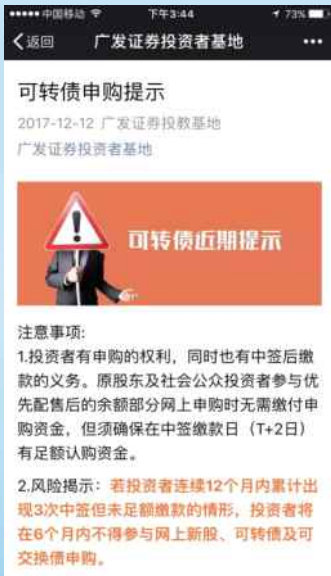 中国移动 下午3:44 73%
返回 广发证券投资者基地
可转债申购提示
2017-12-12 广发证券投教基地
广发证券投资者基地
可转债近期提示
注意事项:
1.投资者有申购的权利，同时也有中签后缴
款的义务。原股东及社会公众投资者参与优
先配售后的余额部分网上申购时无需缴付申
购资金，但须确保在中签缴款日（T+2日）
有足额认购资金。
2.风险揭示：若投资者连续12个月内累计出
现3次中签但未足额缴款的情形，投资者将
在6个月内不得参与网上新股、可转债及可
交换债申购。